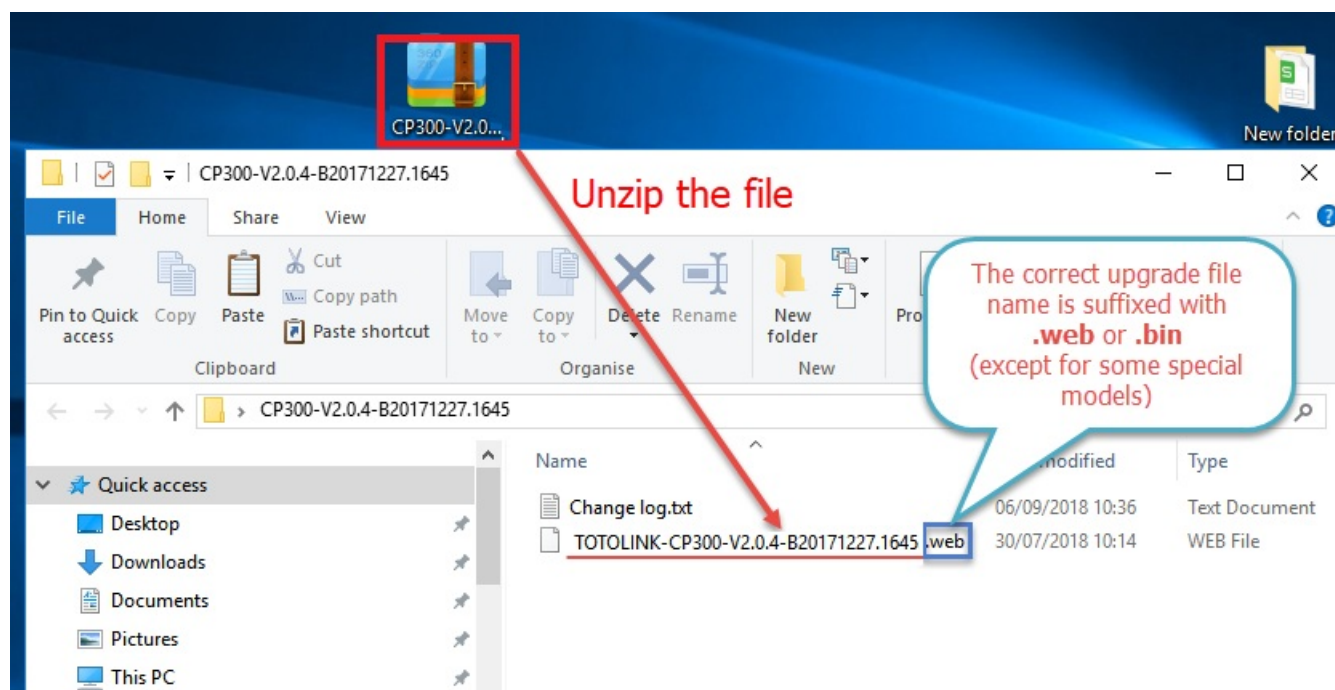 CP300-V2.0...
New folder
CP300-V2.0.4-B20171227.1645
Unzip the file
File Home Share View
Pin to Quick access
Copy
Paste
Cut
Copy path
Paste shortcut
Move to
Copy to
Delete
Rename
New folder
Clipboard
Organise
New
The correct upgrade file
name is suffixed with
.web or .bin
(except for some special
models)
CP300-V2.0.4-B20171227.1645
Quick access
Desktop
Downloads
Documents
Pictures
This PC
Name modified Type
Change log.txt 06/09/2018 10:36 Text Document
TOTOLINK-CP300-V2.0.4-B20171227.1645 .web 30/07/2018 10:14 WEB File